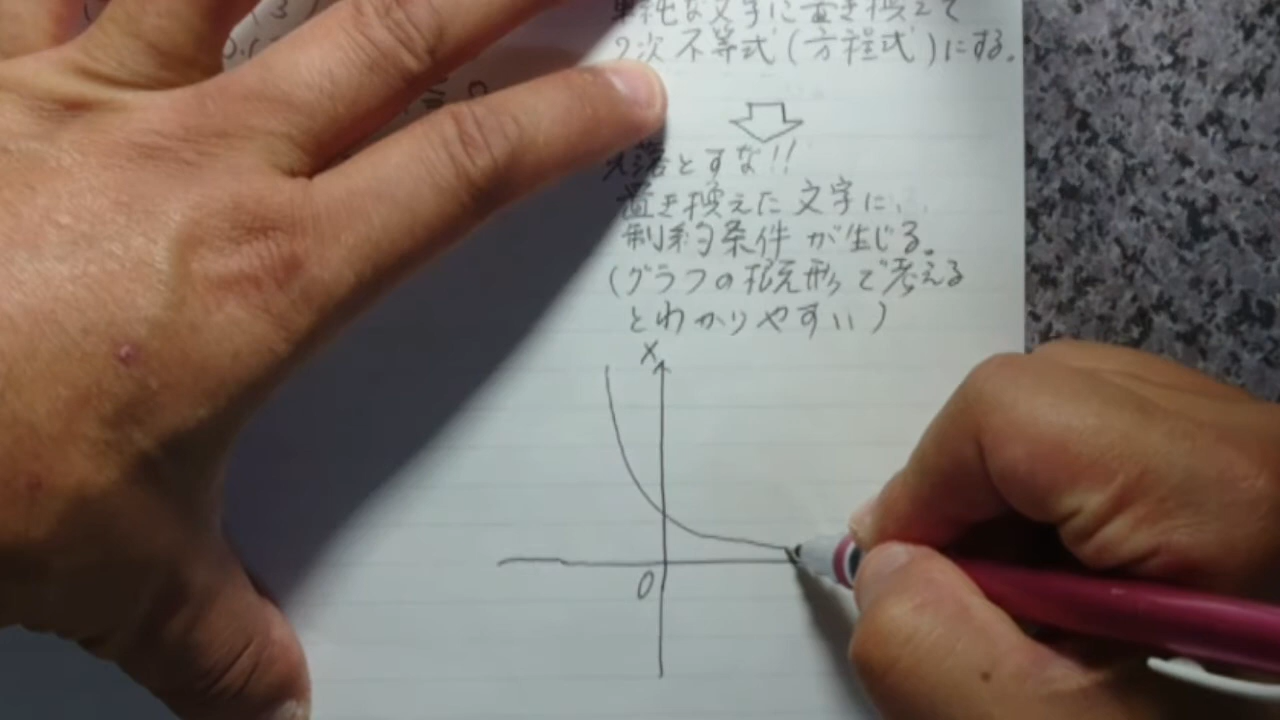 (3)
単純な文字に置き換えて
2次不等式(方程式)にする。
見落とすな!!
置き換えた文字に、
制約条件が生じる。
(グラフの概形で考える
とわかりやすい)
X
0